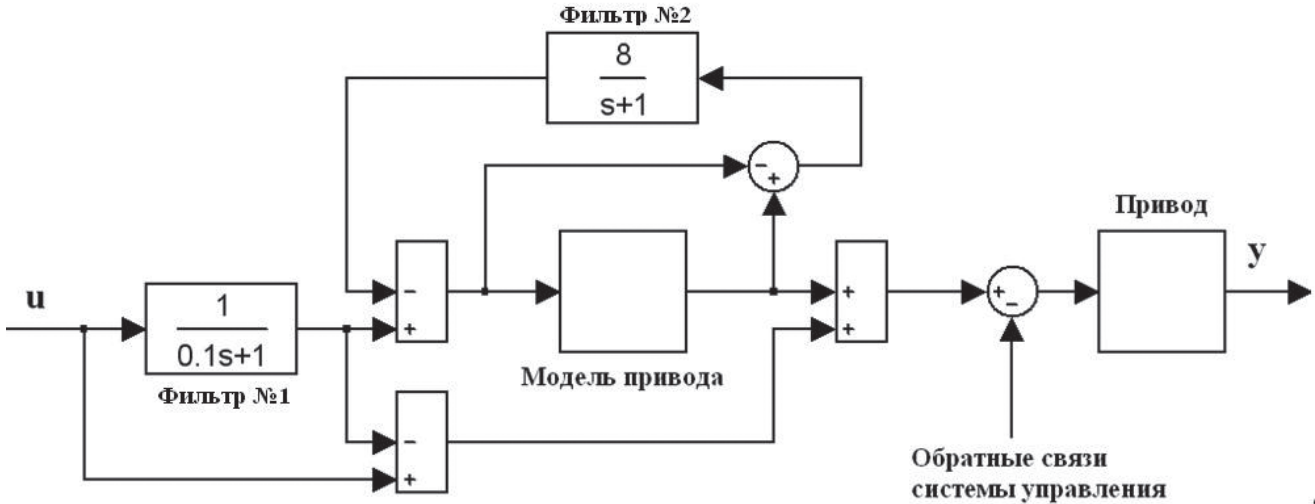 Фильтр №2
8
s+1
-
+
Привод
u
1
0.1s+1
Фильтр №1
-
+
Модель привода
+
+
+
-
y
-
+
Обратные связи
системы управления